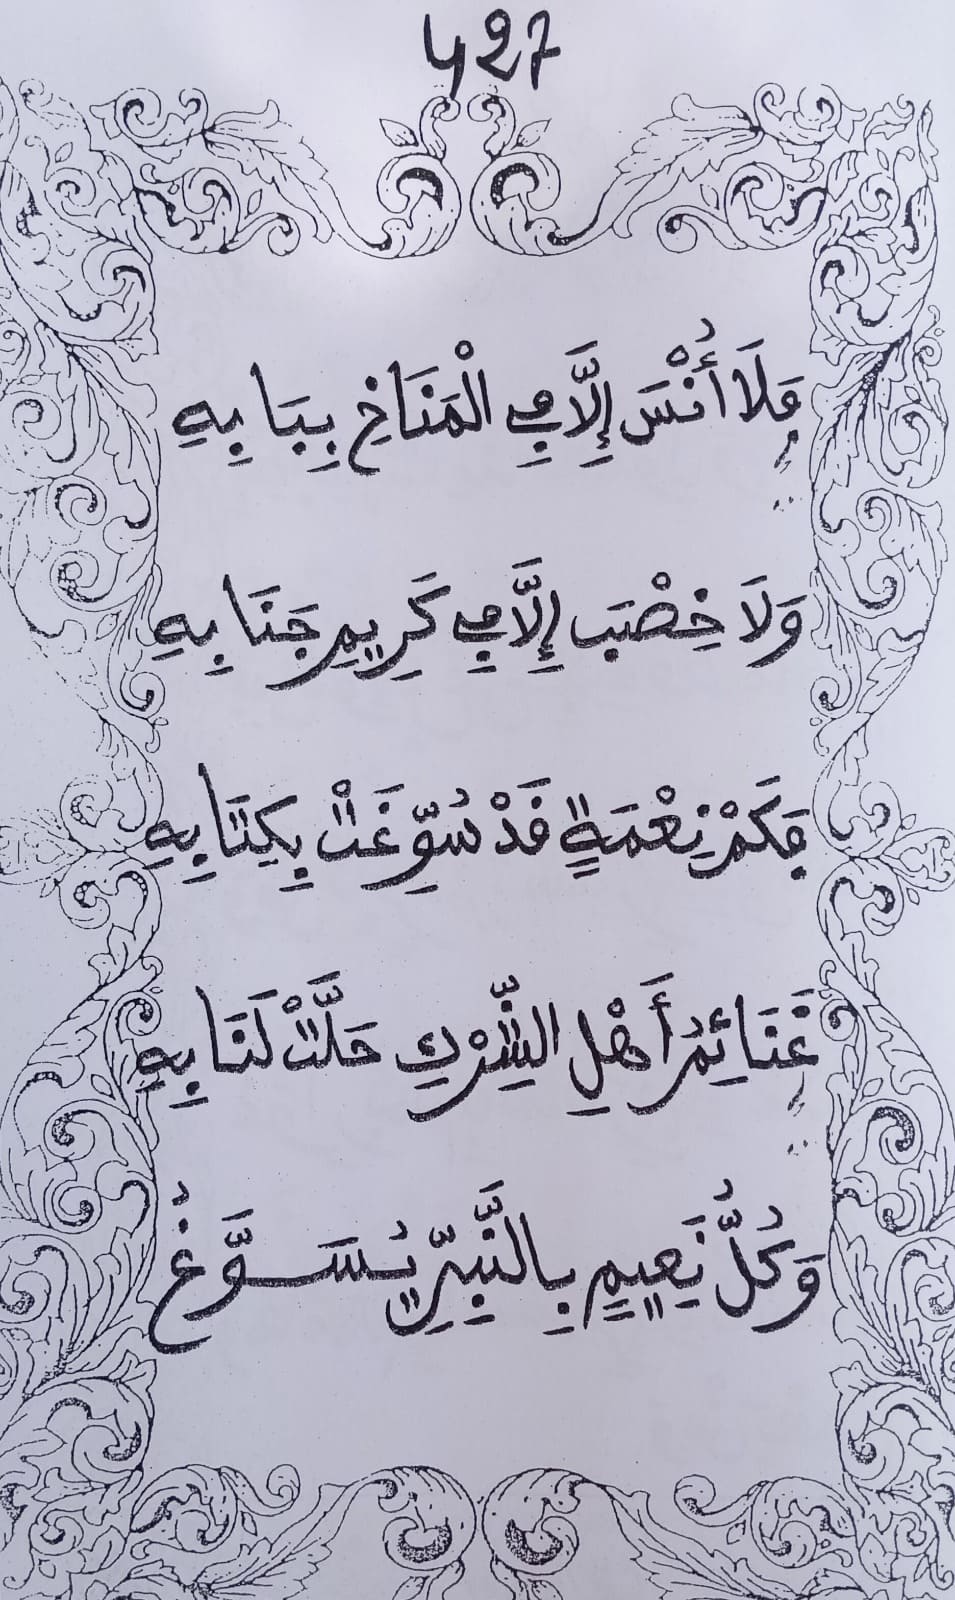 427
فَلَا أُنْسَ إِلَّا فِي الْمَنَاخِ بِبَابِهِ
وَلَا خِصْبَ إِلَّا فِي كَرِيمِ جَنَابِهِ
فَكَمْ نِعْمَةٍ قَدْ سُوِّغَتْ بِكِتَابِهِ
غَنَائِمُ أَهْلِ الشِّرْكِ حَلَّتْ لَنَا بِهِ
وَكُلُّ نَعِيمٍ بِالنَّبِيِّ يُسَوَّغُ